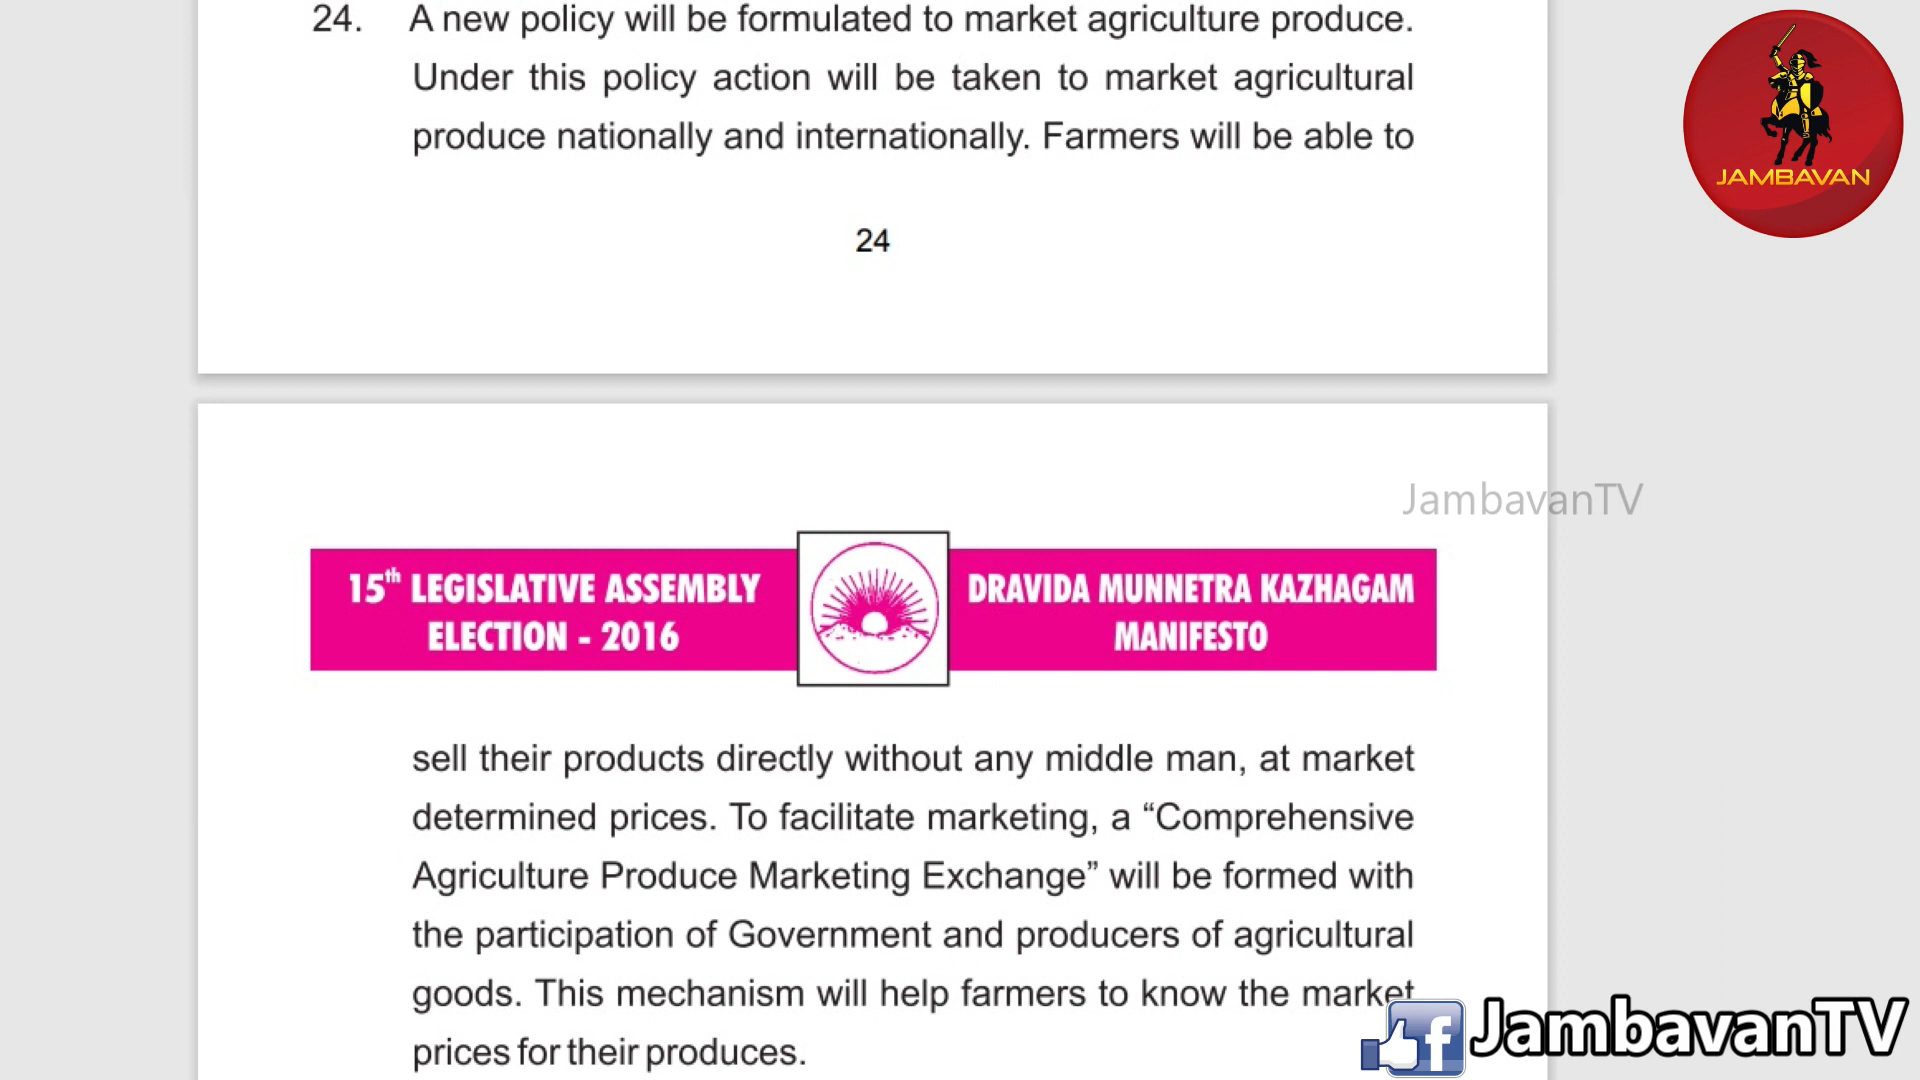 24. A new policy will be formulated to market agriculture produce.
Under this policy action will be taken to market agricultural
produce nationally and internationally. Farmers will be able to
24
JAMBAVAN
JambavanTV
15th LEGISLATIVE ASSEMBLY
ELECTION - 2016
DRAVIDA MUNNETRA KAZHAGAM
MANIFESTO
sell their products directly without any middle man, at market
determined prices. To facilitate marketing, a “Comprehensive
Agriculture Produce Marketing Exchange” will be formed with
the participation of Government and producers of agricultural
goods. This mechanism will help farmers to know the market
prices for their produces.
f JambavanTV